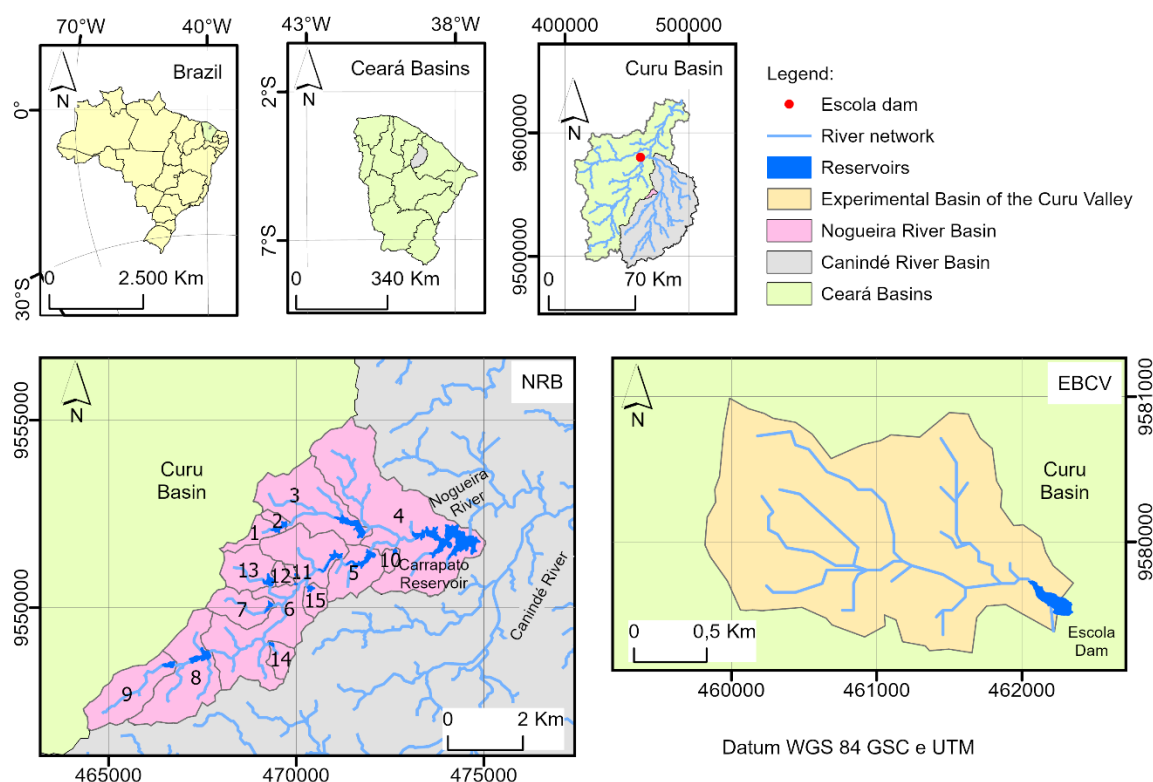 70°W 40°W
Brazil
N
0°
30°S
0 2.500 Km
43°W 38°W
Ceará Basins
N
2°S
7°S
0 340 Km
400000 500000
Curu Basin
N
9600000
9500000
0 70 Km
Legend:
Escola dam
River network
Reservoirs
Experimental Basin of the Curu Valley
Nogueira River Basin
Canindé River Basin
Ceará Basins
NRB
N
9555000
9550000
Curu
Basin
Nogueira
River
3
4
2
1
10
Carrapato
Reservoir
5
13
12
11
15
7
6
14
8
9
Canindé River
0 2 Km
465000 470000 475000
EBCV
N
9581000
9580000
Curu
Basin
0 0,5 Km
Escola
Dam
460000 461000 462000
Datum WGS 84 GSC e UTM